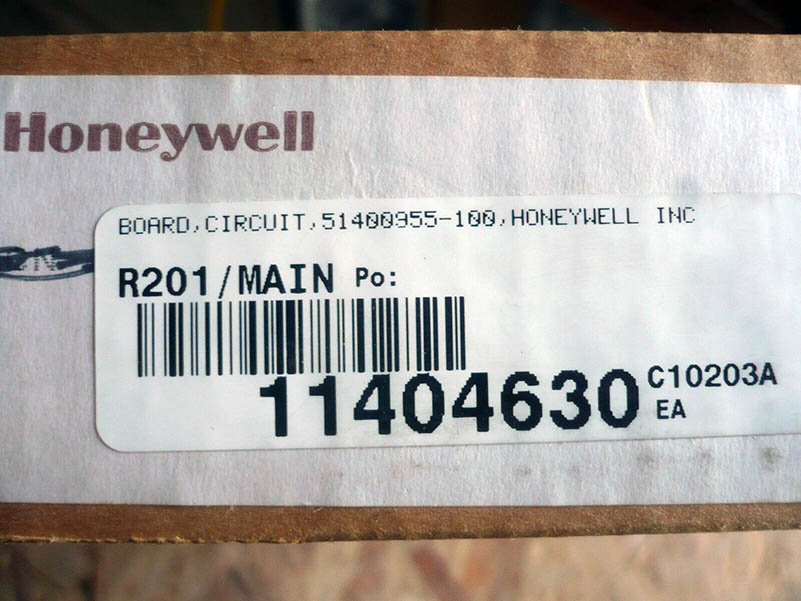 Honeywell
BOARD,CIRCUIT,51400955-100,HONEYWELL INC
R201/MAIN Po:
11404630 C10203A
EA